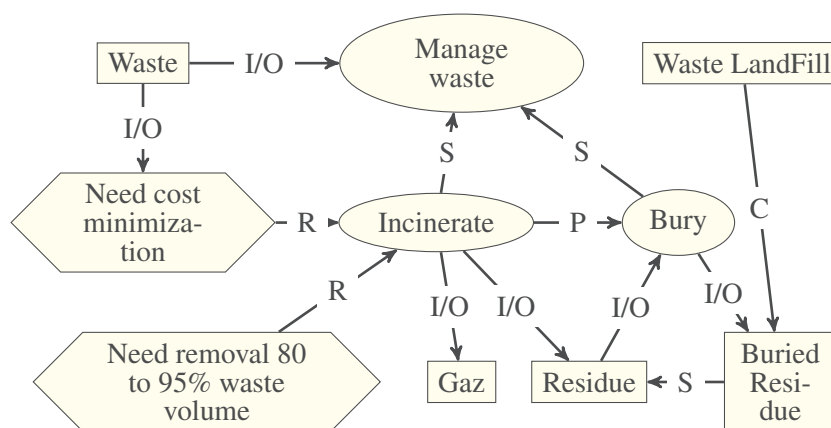 Waste
I/O
Manage
waste
Waste LandFill
I/O
S
S
Need cost
minimiza-
tion
R
Incinerate
P
Bury
C
R
I/O
I/O
I/O
I/O
Need removal 80
to 95% waste
volume
Gaz
Residue
S
Buried
Resi-
due